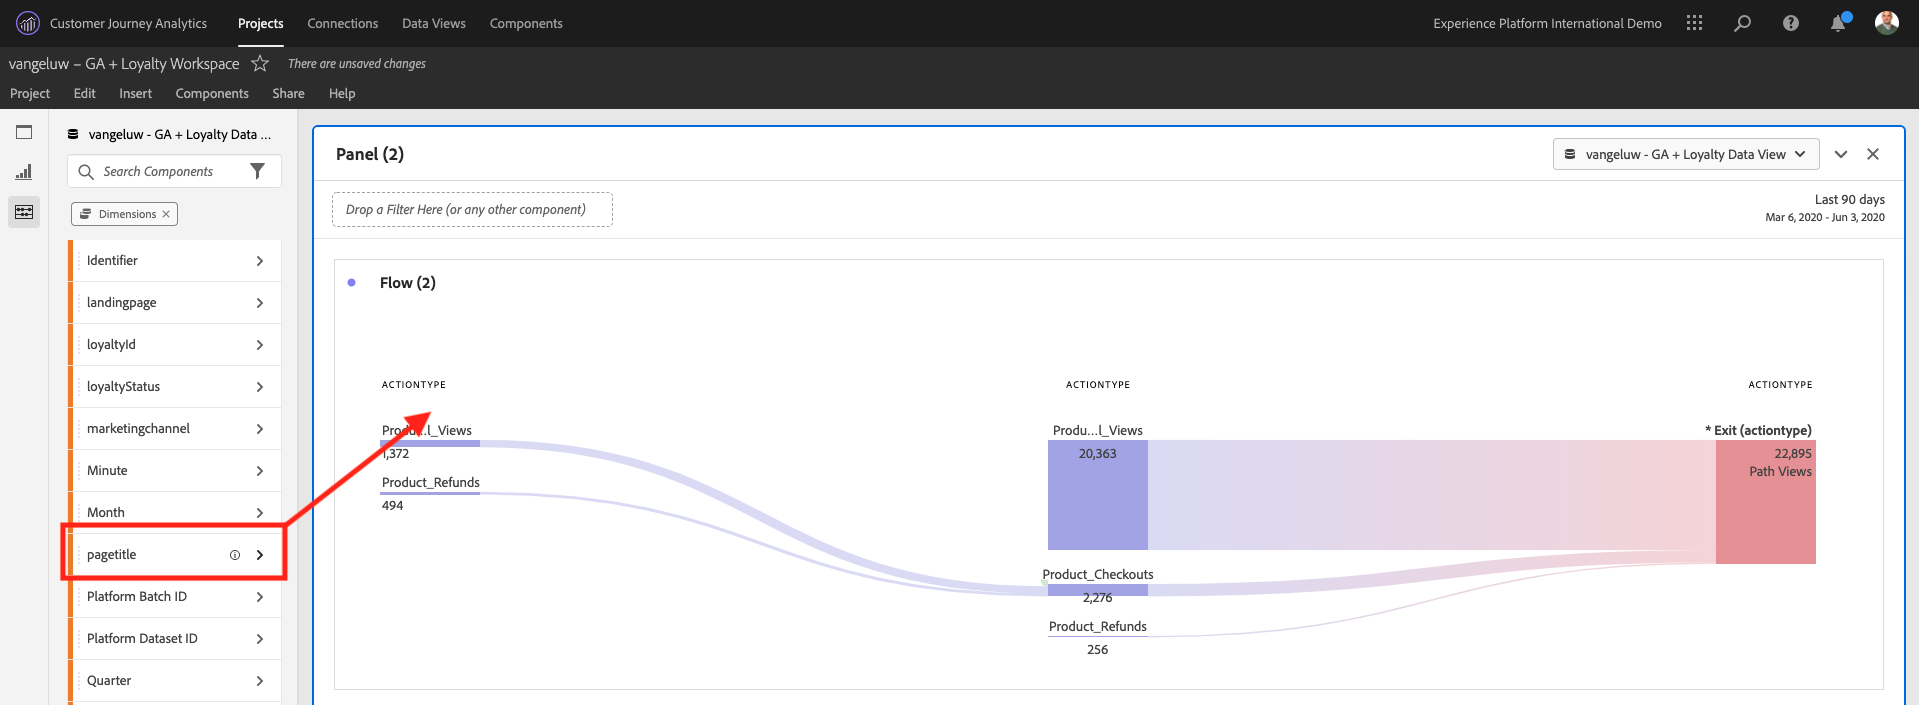 Customer Journey Analytics Projects Connections Data Views Components Experience Platform International Demo
vangeluw – GA + Loyalty Workspace There are unsaved changes
Project Edit Insert Components Share Help
vangeluw - GA + Loyalty Data ...
Search Components
Dimensions
Identifier
landingpage
loyaltyId
loyaltyStatus
marketingchannel
Minute
Month
pagetitle
Platform Batch ID
Platform Dataset ID
Quarter
Panel (2)
vangeluw - GA + Loyalty Data View
Drop a Filter Here (or any other component)
Last 90 days
Mar 6, 2020 - Jun 3, 2020
Flow (2)
ACTIONTYPE
Produ...l_Views
1,372
Product_Refunds
494
ACTIONTYPE
Produ...l_Views
20,363
Product_Checkouts
2,276
Product_Refunds
256
ACTIONTYPE
* Exit (actiontype)
22,895
Path Views